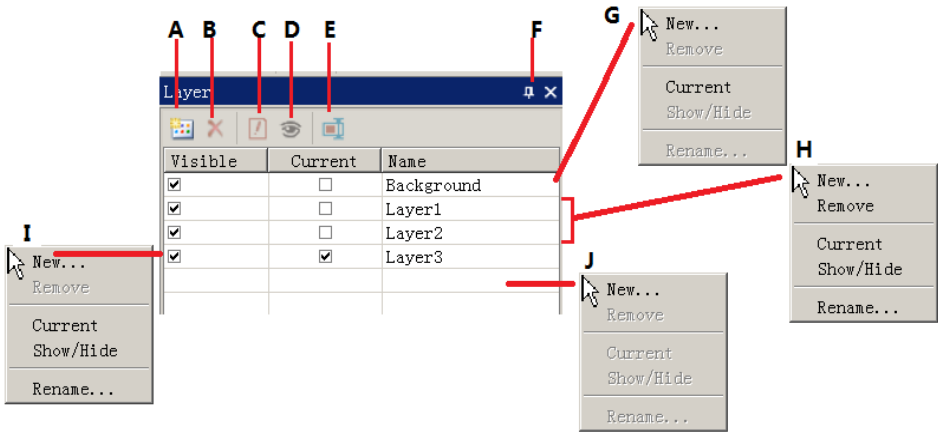 A B C D E F
Layer
Visible Current Name
Background
Layer1
Layer2
Layer3
G
New...
Remove
Current
Show/Hide
Rename...
H
New...
Remove
Current
Show/Hide
Rename...
I
New...
Remove
Current
Show/Hide
Rename...
J
New...
Remove
Current
Show/Hide
Rename...